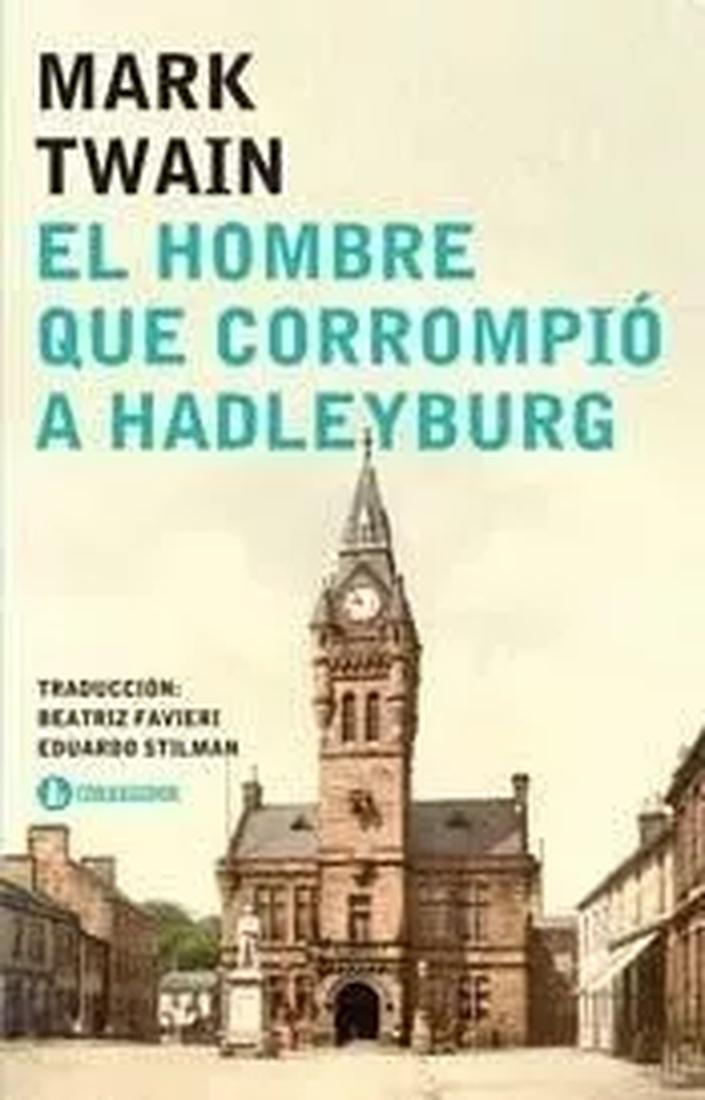 MARK
TWAIN
EL HOMBRE
QUE CORROMPIÓ
A HADLEYBURG
TRADUCCIÓN:
BEATRIZ FAVIERI
EDUARDO STILMAN